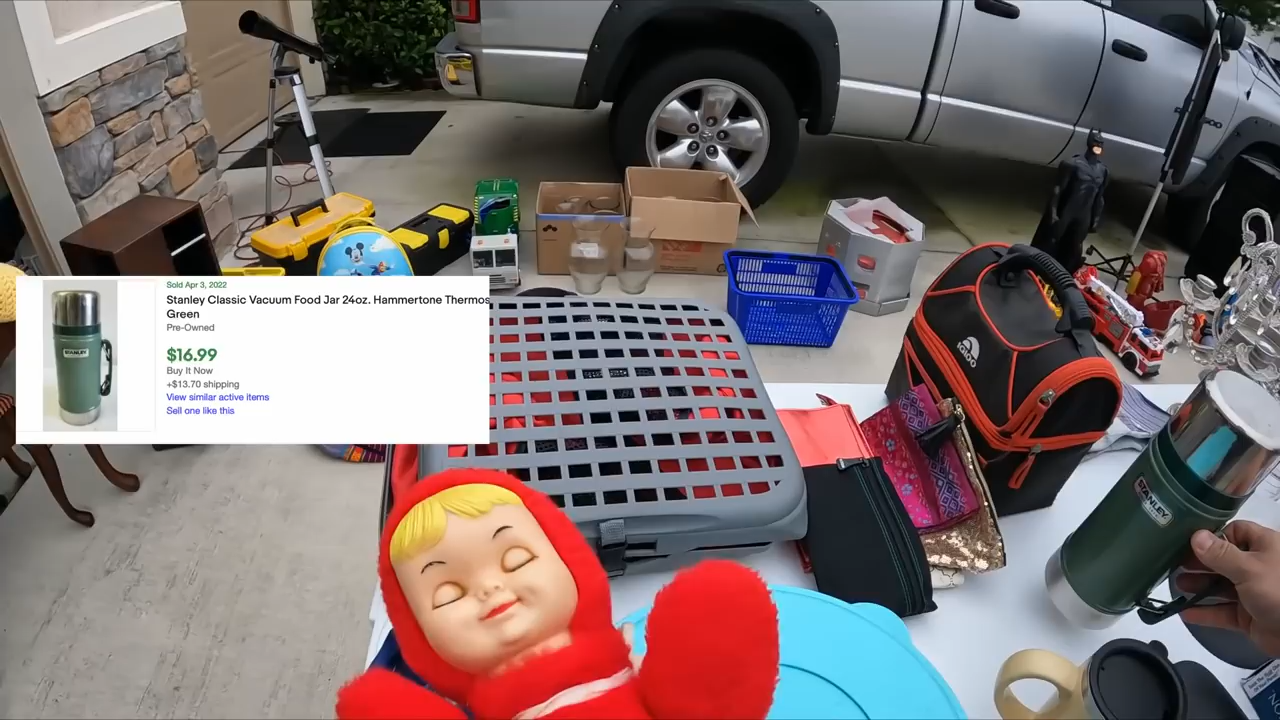 Sold Apr 3, 2022
Stanley Classic Vacuum Food Jar 24oz. Hammertone Thermos
Green
Pre-Owned
$16.99
Buy It Now
+$13.70 shipping
View similar active items
Sell one like this
STANLEY
IGLOO
STANLEY